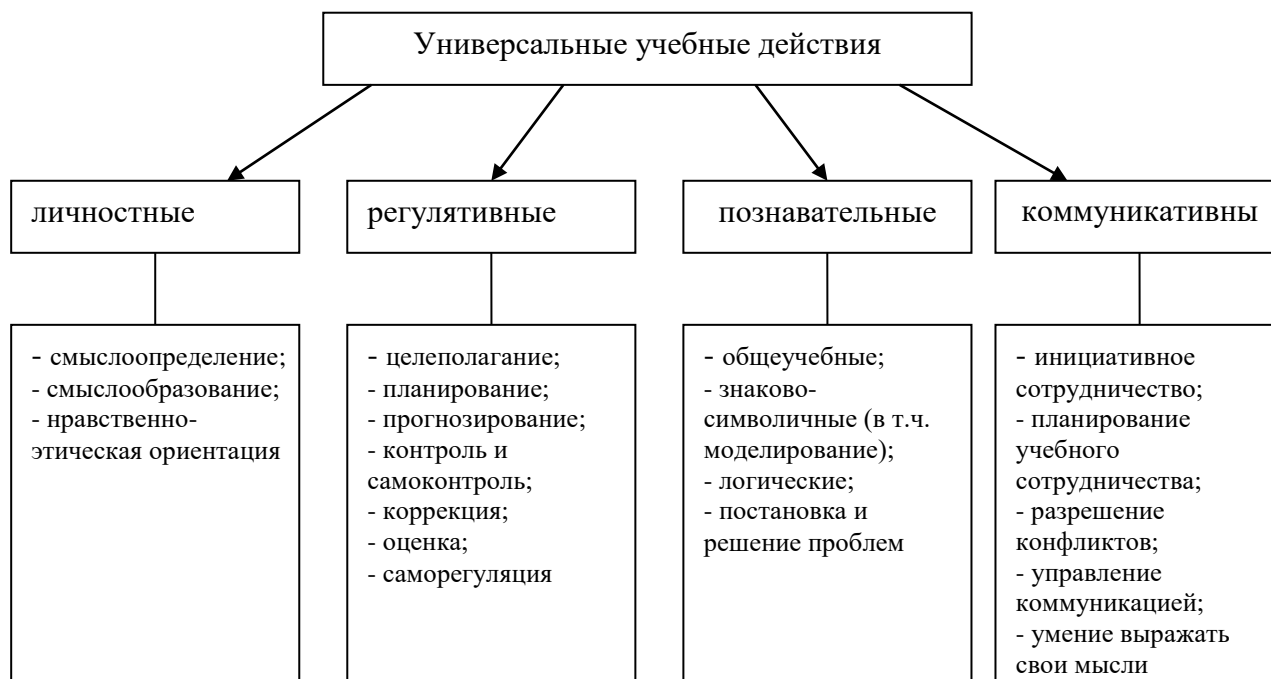 Универсальные учебные действия
личностные
регулятивные
познавательные
коммуникативны
- смыслоопределение;
- смыслообразование;
- нравственно-
этическая ориентация
- целеполагание;
- планирование;
- прогнозирование;
- контроль и
самоконтроль;
- коррекция;
- оценка;
- саморегуляция
- общеучебные;
- знаково-
символичные (в т.ч.
моделирование);
- логические;
- постановка и
решение проблем
- инициативное
сотрудничество;
- планирование
учебного
сотрудничества;
- разрешение
конфликтов;
- управление
коммуникацией;
- умение выражать
свои мысли